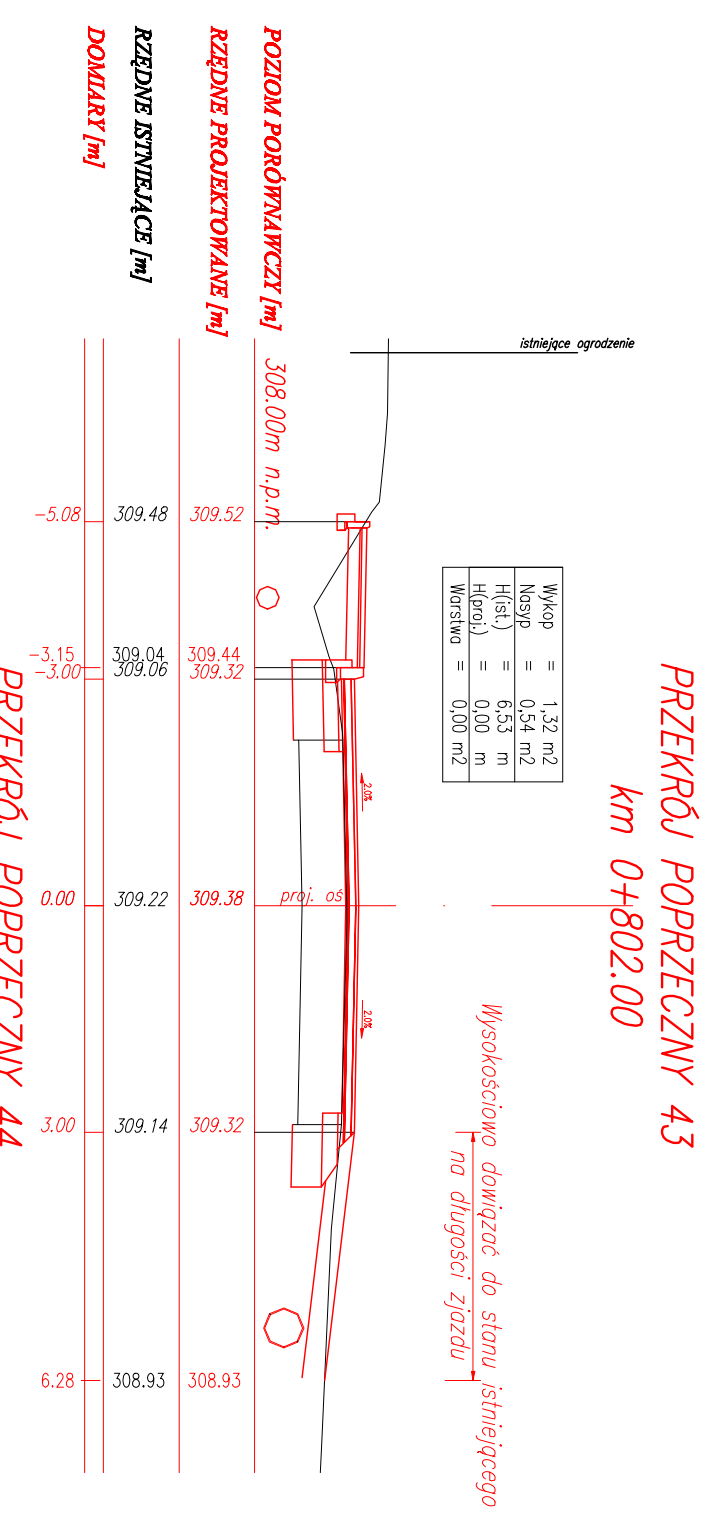 PRZEKRÓJ POPRZECZNY 43
km 0+802.00
istniejące ogrodzenie
Wykop = 1,32 m2
Nasyp = 0,54 m2
H(ist.) = 6,53 m
H(proj.) = 0,00 m
Warstwa = 0,00 m2
Wysokościowo dowiązać do stanu istniejącego
na długości zjazdu
2.0%
2.0%
proj. oś
POZIOM PORÓWNAWCZY [m] 308.00m n.p.m.
RZĘDNE PROJEKTOWANE [m] 309.52 309.44 309.32 309.38 309.32 308.93
RZĘDNE ISTNIEJĄCE [m] 309.48 309.04 309.06 309.22 309.14 308.93
DOMIARY [m] -5.08 -3.15 -3.00 0.00 3.00 6.28
PRZEKRÓJ POPRZECZNY 44